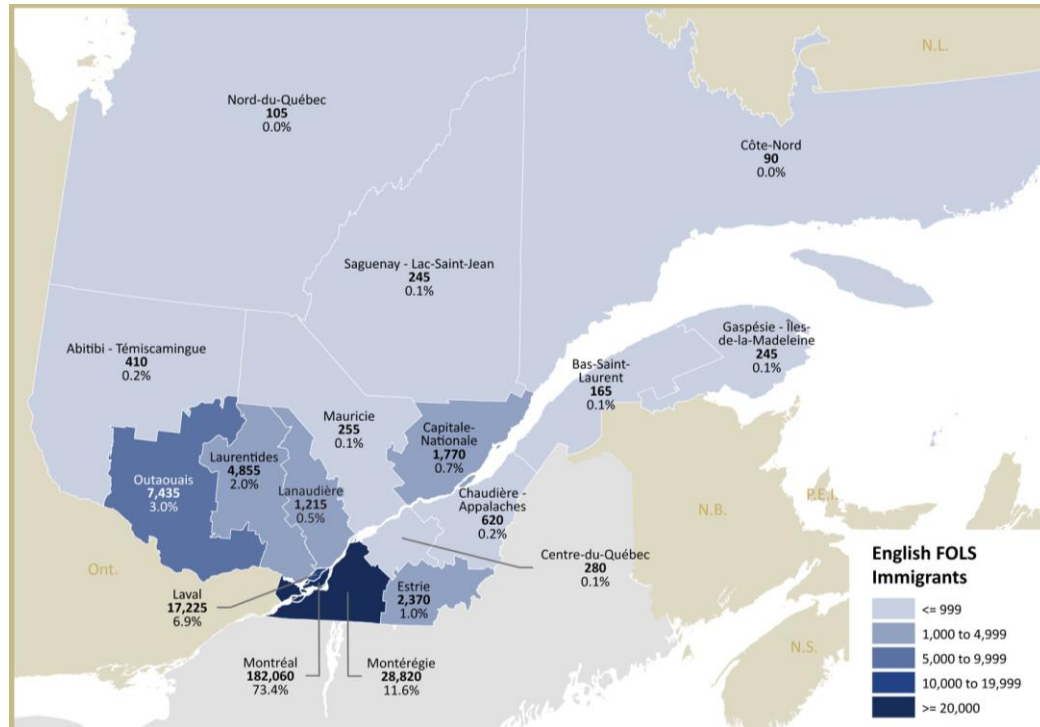 N.L.
Nord-du-Québec
105
0.0%
Côte-Nord
90
0.0%
Saguenay - Lac-Saint-Jean
245
0.1%
Gaspésie - Îles-
de-la-Madeleine
245
0.1%
Abitibi - Témiscamingue
410
0.2%
Bas-Saint-
Laurent
165
0.1%
Mauricie
255
0.1%
Capitale-
Nationale
1,770
0.7%
Laurentides
4,855
2.0%
Outaouais
7,435
3.0%
Lanaudière
1,215
0.5%
Chaudière -
Appalaches
620
0.2%
N.B.
P.E.I.
Ont.
Centre-du-Québec
280
0.1%
Estrie
2,370
1.0%
Laval
17,225
6.9%
Montréal
182,060
73.4%
Montérégie
28,820
11.6%
N.S.
English FOLS
Immigrants
<= 999
1,000 to 4,999
5,000 to 9,999
10,000 to 19,999
>= 20,000